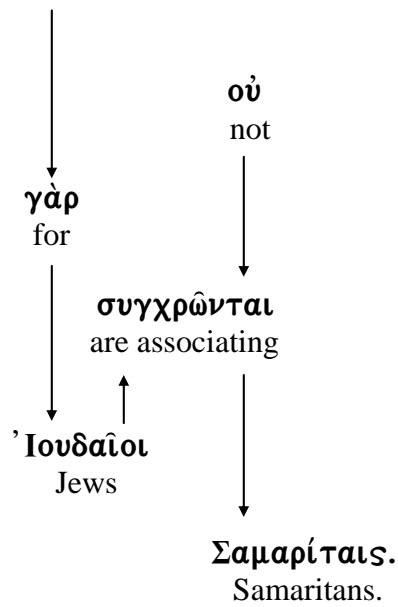 οὐ
not
γὰρ
for
συγχρῶνται
are associating
Ἰουδαῖοι
Jews
Σαμαρίταις.
Samaritans.